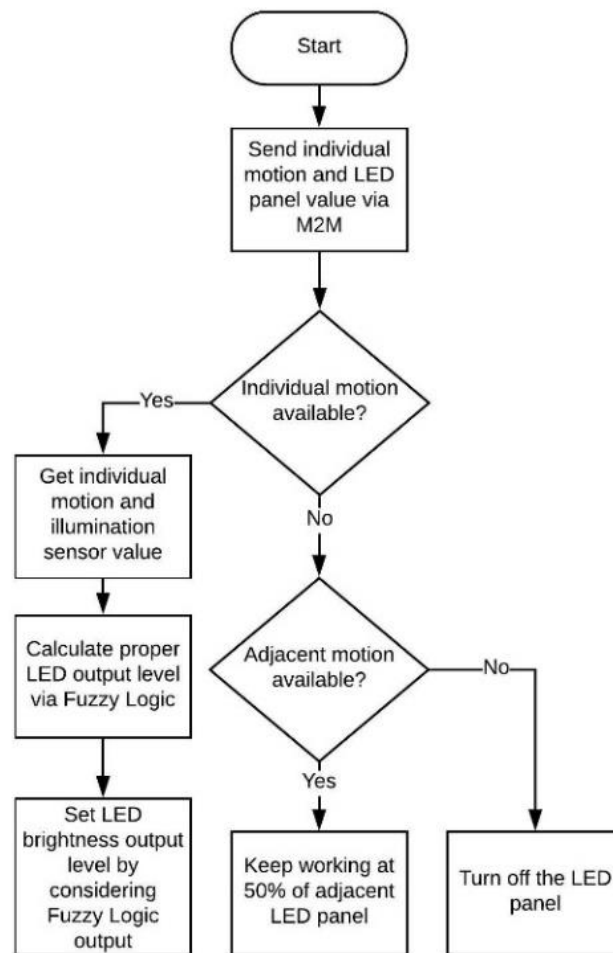 Start
Send individual
motion and LED
panel value via
M2M
Individual motion
available?
Yes
No
Get individual
motion and
illumination
sensor value
Calculate proper
LED output level
via Fuzzy Logic
Set LED
brightness output
level by
considering
Fuzzy Logic
output
Adjacent motion
available?
No
Yes
Keep working at
50% of adjacent
LED panel
Turn off the LED
panel